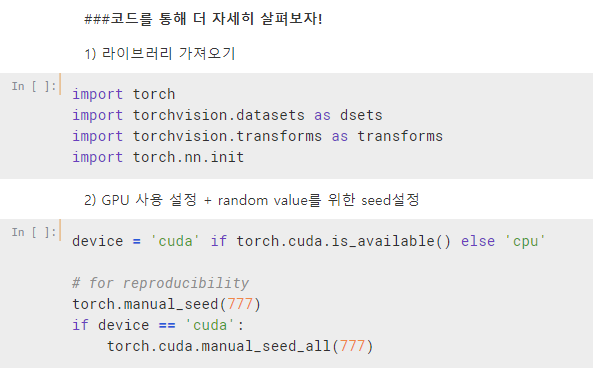 ###코드를 통해 더 자세히 살펴보자!
1) 라이브러리 가져오기
In [ ]:
import torch
import torchvision.datasets as dsets
import torchvision.transforms as transforms
import torch.nn.init
2) GPU 사용 설정 + random value를 위한 seed설정
In [ ]:
device = 'cuda' if torch.cuda.is_available() else 'cpu'
# for reproducibility
torch.manual_seed(777)
if device == 'cuda':
    torch.cuda.manual_seed_all(777)